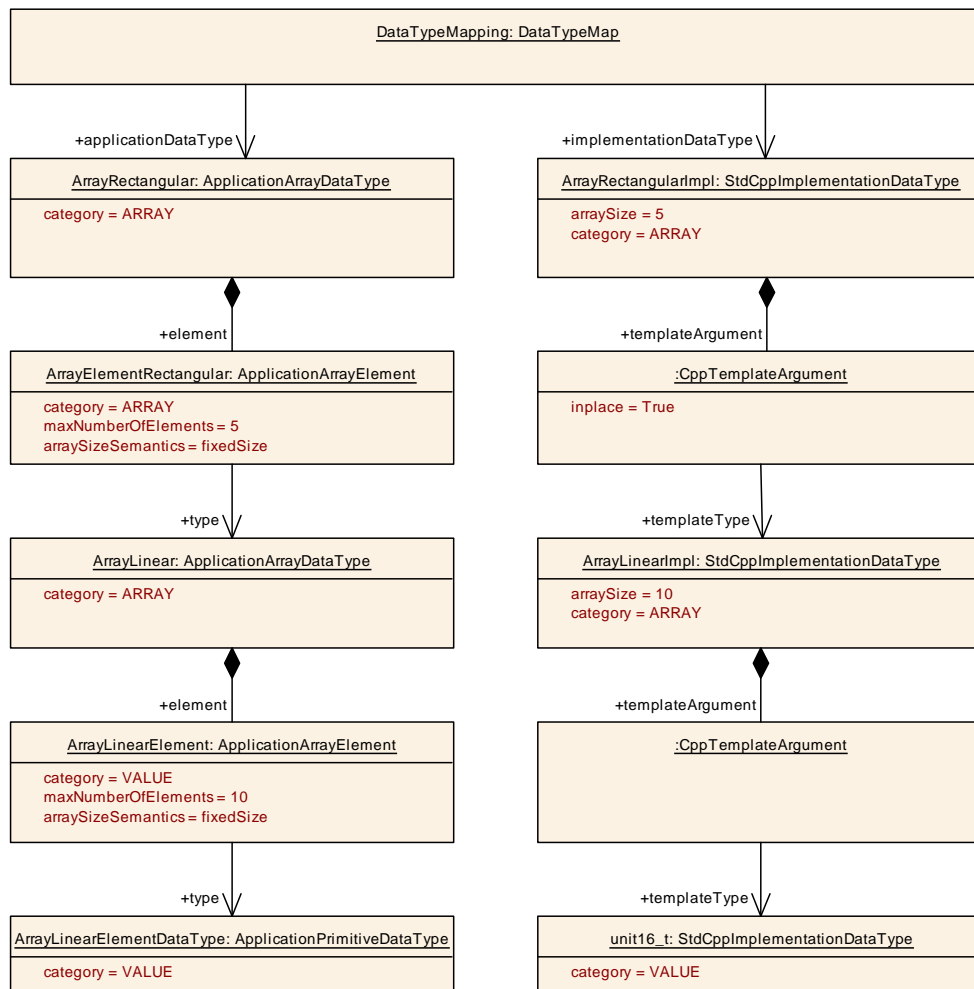 DataTypeMapping: DataTypeMap
+applicationDataType
+implementationDataType
ArrayRectangular: ApplicationArrayDataType
category = ARRAY
ArrayRectangularImpl: StdCppImplementationDataType
arraySize = 5
category = ARRAY
+element
+templateArgument
ArrayElementRectangular: ApplicationArrayElement
category = ARRAY
maxNumberOfElements = 5
arraySizeSemantics = fixedSize
:CppTemplateArgument
inplace = True
+type
+templateType
ArrayLinear: ApplicationArrayDataType
category = ARRAY
ArrayLinearImpl: StdCppImplementationDataType
arraySize = 10
category = ARRAY
+element
+templateArgument
ArrayLinearElement: ApplicationArrayElement
category = VALUE
maxNumberOfElements = 10
arraySizeSemantics = fixedSize
:CppTemplateArgument
+type
+templateType
ArrayLinearElementDataType: ApplicationPrimitiveDataType
category = VALUE
unit16_t: StdCppImplementationDataType
category = VALUE